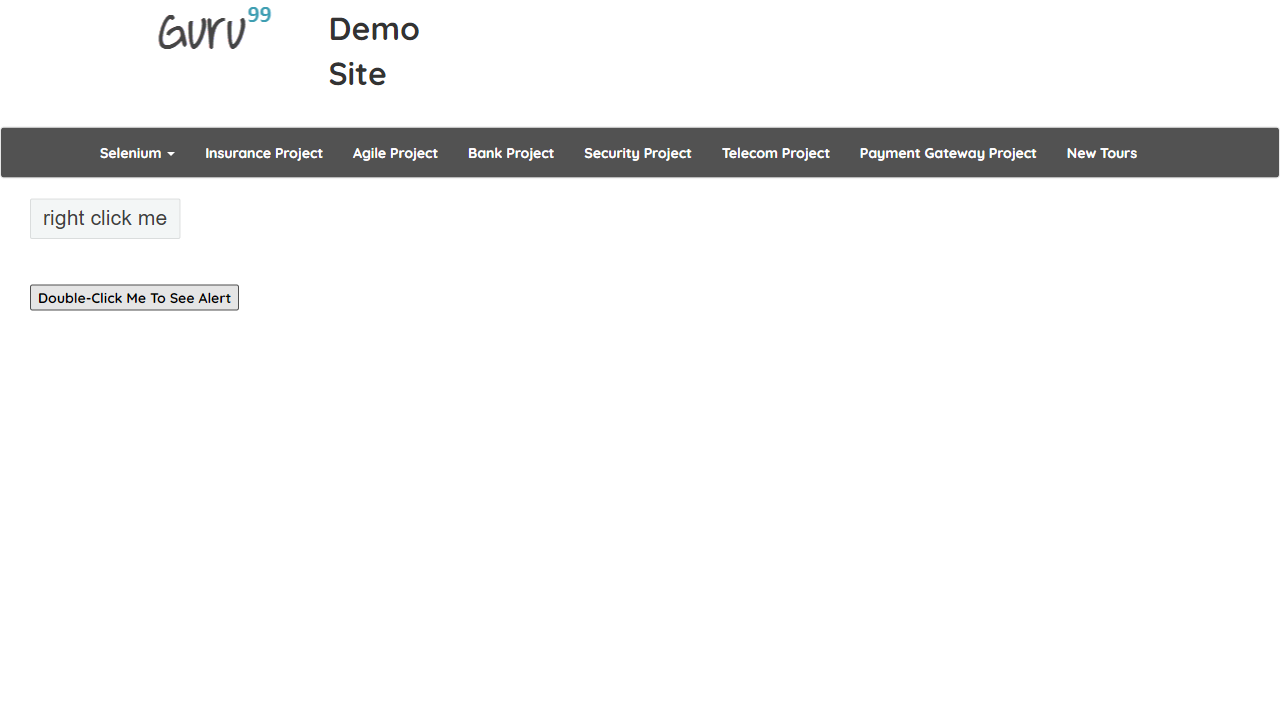 Guru99
Demo
Site
Selenium
Insurance Project
Agile Project
Bank Project
Security Project
Telecom Project
Payment Gateway Project
New Tours
right click me
Double-Click Me To See Alert